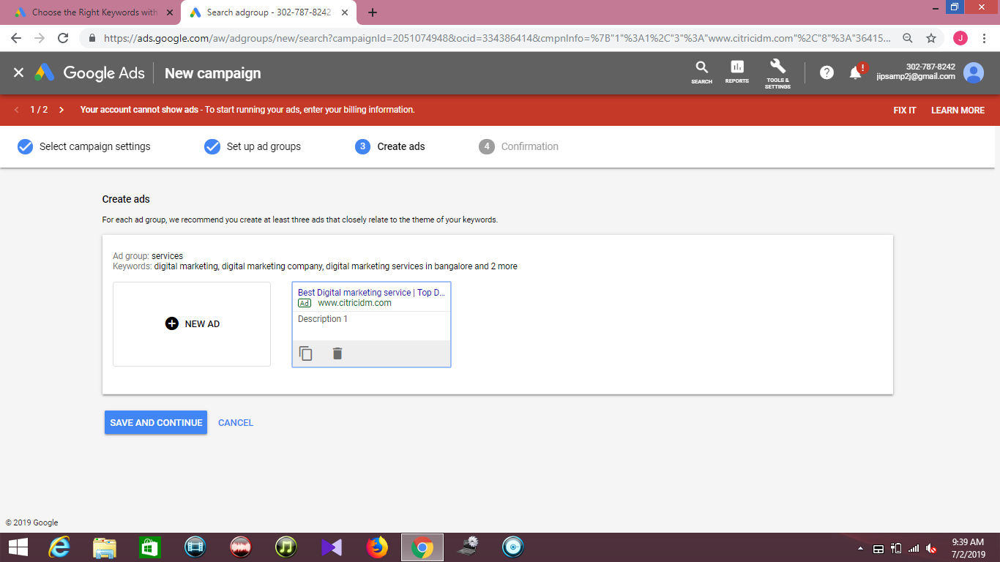 Choose the Right Keywords with
Search adgroup - 302-787-8242
https://ads.google.com/aw/adgroups/new/search?campaignId=2051074948&ocid=334386414&cmpnInfo=%7B"1"%3A1%2C"3"%3A"www.citricidm.com"%2C"8"%3A"36415...
J
Google Ads
New campaign
SEARCH
REPORTS
TOOLS &
SETTINGS
?
!
302-787-8242
jipsamp2j@gmail.com
1 / 2
Your account cannot show ads - To start running your ads, enter your billing information.
FIX IT
LEARN MORE
Select campaign settings
Set up ad groups
3
Create ads
4
Confirmation
Create ads
For each ad group, we recommend you create at least three ads that closely relate to the theme of your keywords.
Ad group: services
Keywords: digital marketing, digital marketing company, digital marketing services in bangalore and 2 more
NEW AD
Best Digital marketing service | Top D...
Ad www.citricidm.com
Description 1
SAVE AND CONTINUE
CANCEL
© 2019 Google
9:39 AM
7/2/2019